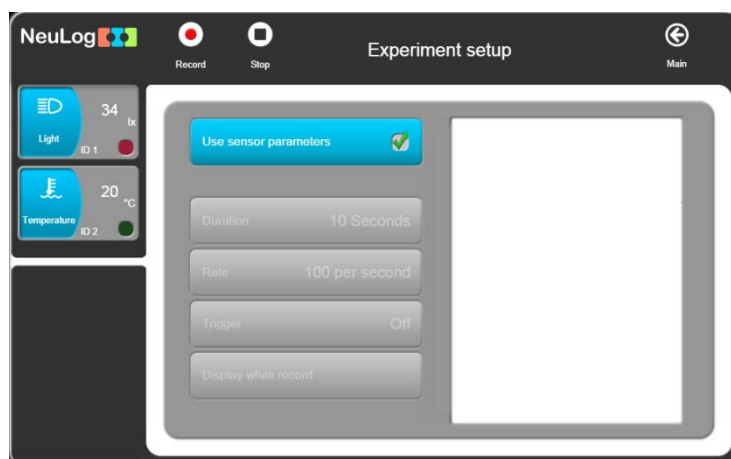 NeuLog
Record
Stop
Experiment setup
Main
34
lx
Light
ID 1
20
°C
Temperature
ID 2
Use sensor parameters
Duration 10 Seconds
Rate 100 per second
Trigger Off
Display while record